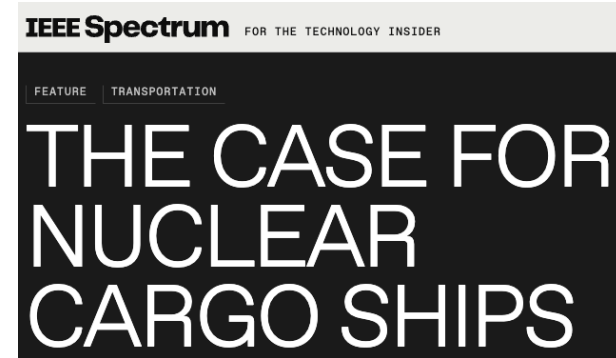 IEEE Spectrum FOR THE TECHNOLOGY INSIDER
FEATURE TRANSPORTATION
THE CASE FOR
NUCLEAR
CARGO SHIPS